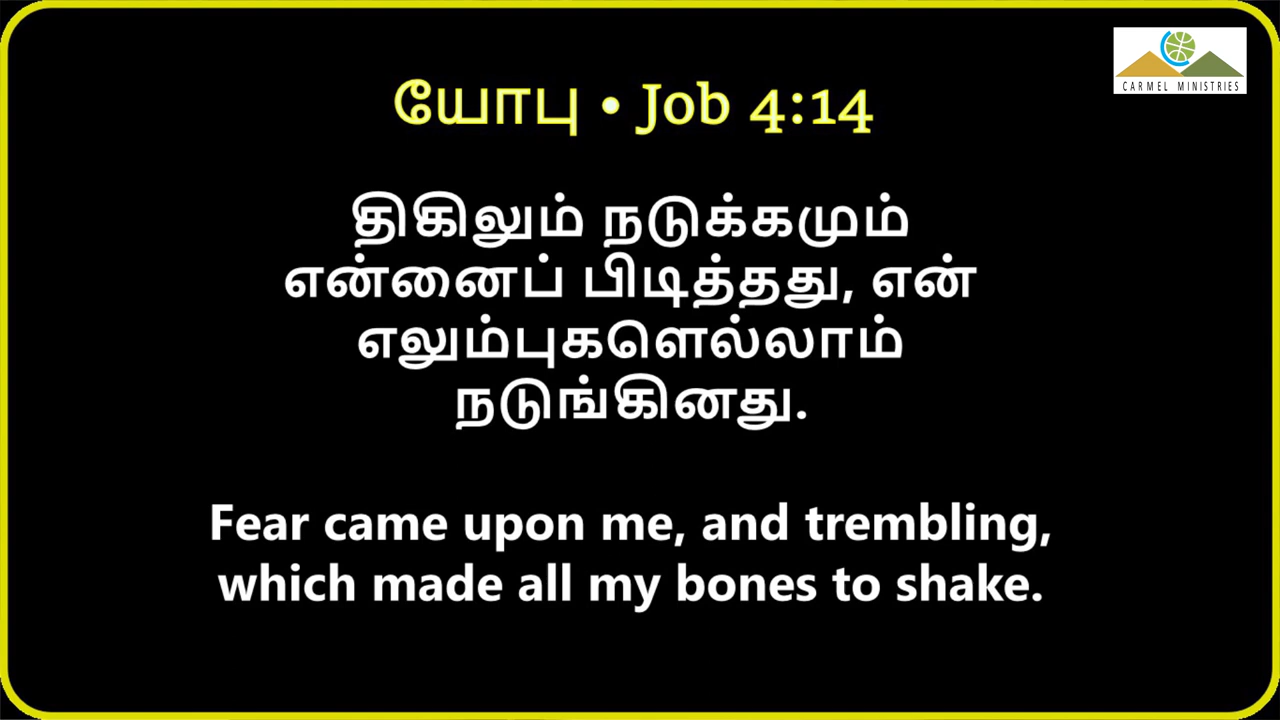 CARMEL MINISTRIES
யோபு • Job 4:14
திகிலும் நடுக்கமும்
என்னைப் பிடித்தது, என்
எலும்புகளெல்லாம்
நடுங்கினது.
Fear came upon me, and trembling,
which made all my bones to shake.